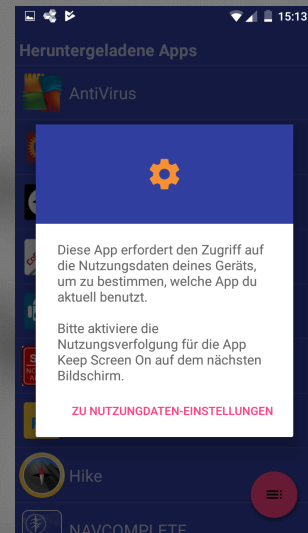 15:13
Heruntergeladene Apps
AntiVirus
Diese App erfordert den Zugriff auf
die Nutzungsdaten deines Geräts,
um zu bestimmen, welche App du
aktuell benutzt.
Bitte aktiviere die
Nutzungsverfolgung für die App
Keep Screen On auf dem nächsten
Bildschirm.
ZU NUTZUNGDATEN-EINSTELLUNGEN
Hike
NAVCOMPLETE